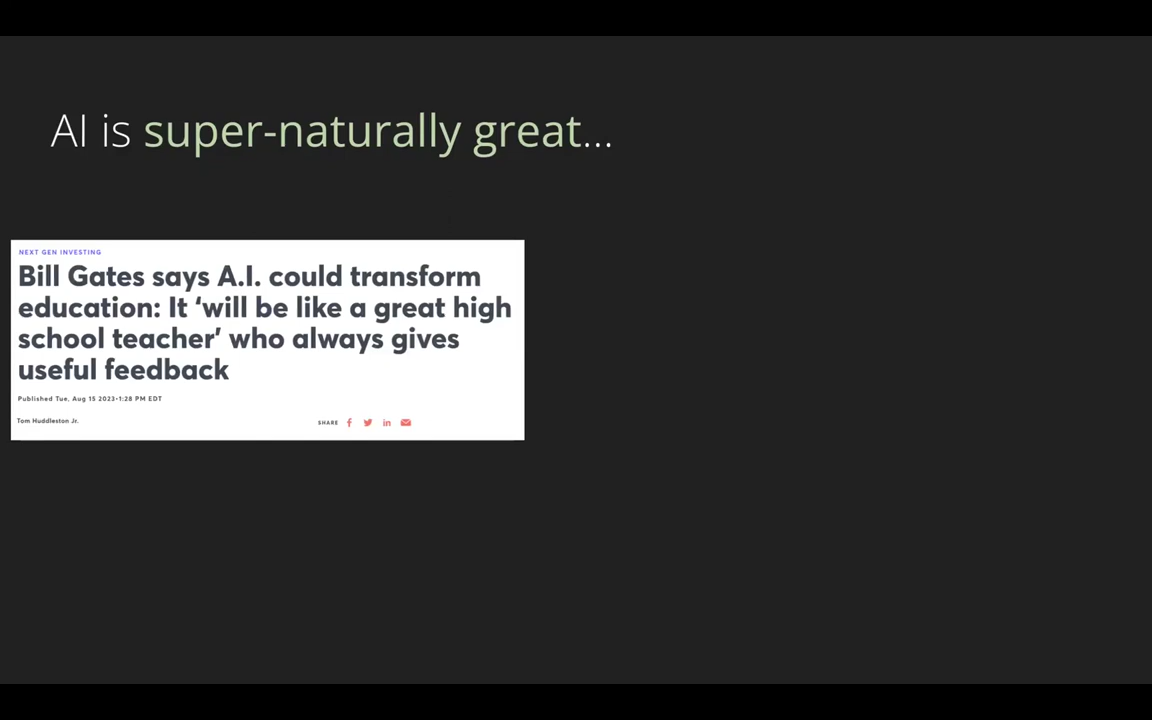 AI is super-naturally great...
NEXT GEN INVESTING
Bill Gates says A.I. could transform
education: It ‘will be like a great high
school teacher’ who always gives
useful feedback
Published Tue, Aug 15 2023•1:28 PM EDT
Tom Huddleston Jr.
SHARE